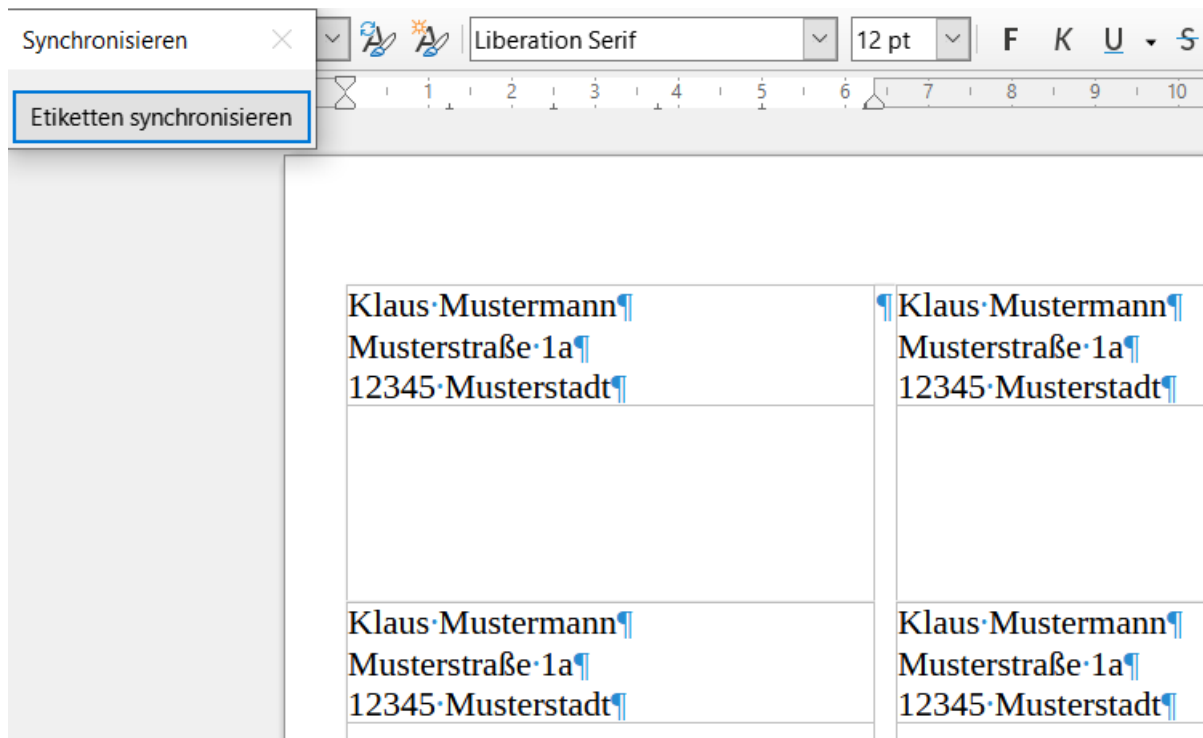 Synchronisieren
Liberation Serif 12 pt F K U S
1 2 3 4 5 6 7 8 9 10
Etiketten synchronisieren
Klaus·Mustermann¶ ¶Klaus·Mustermann¶
Musterstraße·1a¶ Musterstraße·1a¶
12345·Musterstadt¶ 12345·Musterstadt¶
Klaus·Mustermann¶ Klaus·Mustermann¶
Musterstraße·1a¶ Musterstraße·1a¶
12345·Musterstadt¶ 12345·Musterstadt¶